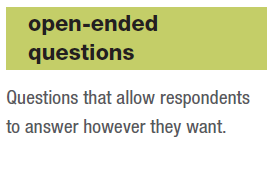 open-ended
questions
Questions that allow respondents
to answer however they want.